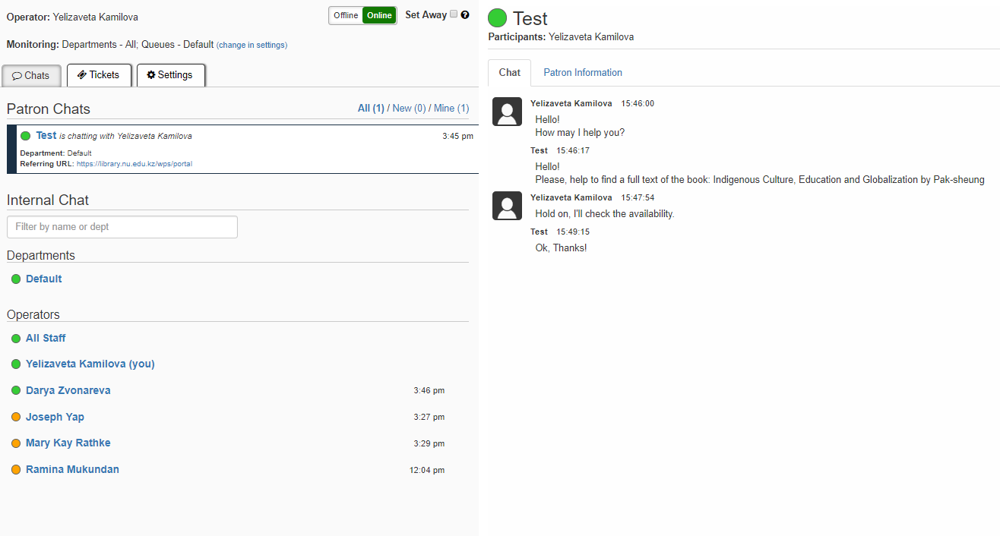 Operator: Yelizaveta Kamilova
Offline Online Set Away
Monitoring: Departments - All; Queues - Default (change in settings)
Chats Tickets Settings
Patron Chats All (1) / New (0) / Mine (1)
Test is chatting with Yelizaveta Kamilova 3:45 pm
Department: Default
Referring URL: https://library.nu.edu.kz/wps/portal
Internal Chat
Filter by name or dept
Departments
Default
Operators
All Staff
Yelizaveta Kamilova (you)
Darya Zvonareva 3:46 pm
Joseph Yap 3:27 pm
Mary Kay Rathke 3:29 pm
Ramina Mukundan 12:04 pm
Test
Participants: Yelizaveta Kamilova
Chat Patron Information
Yelizaveta Kamilova 15:46:00
Hello!
How may I help you?
Test 15:46:17
Hello!
Please, help to find a full text of the book: Indigenous Culture, Education and Globalization by Pak-sheung
Yelizaveta Kamilova 15:47:54
Hold on, I'll check the availability.
Test 15:49:15
Ok, Thanks!